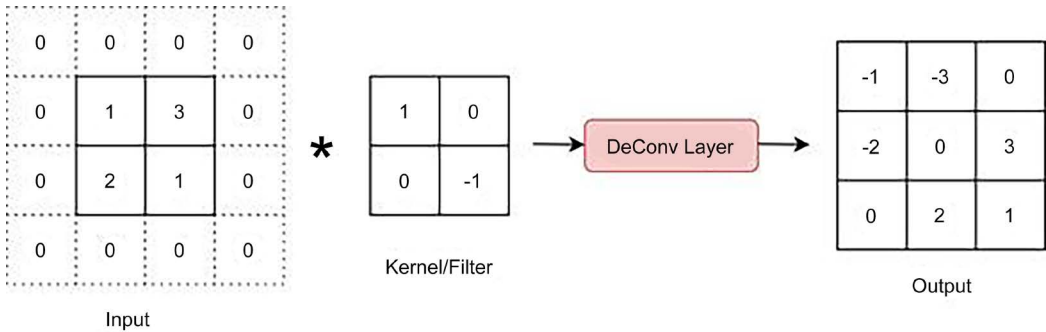 0 0 0 0
0 1 3 0
0 2 1 0
0 0 0 0
Input
*
1 0
0 -1
Kernel/Filter
DeConv Layer
-1 -3 0
-2 0 3
0 2 1
Output